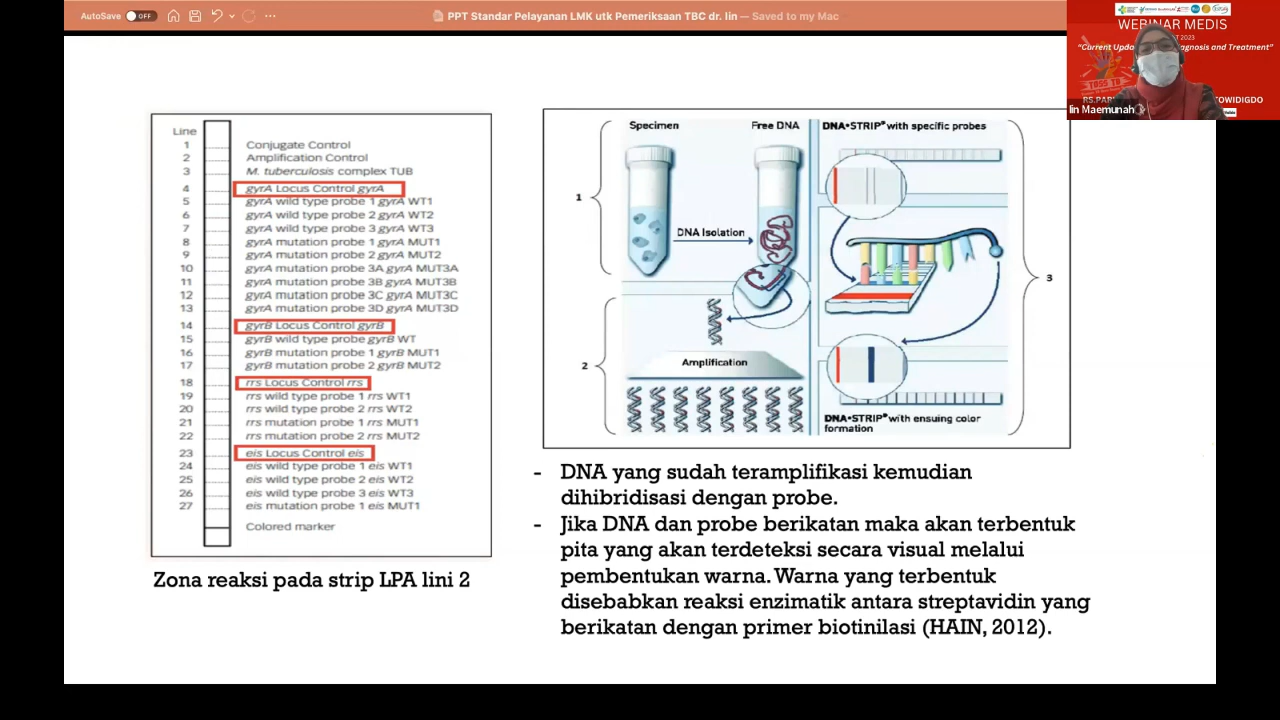 AutoSave OFF
PPT Standar Pelayanan LMK utk Pemeriksaan TBC dr. Iin — Saved to my Mac
WEBINAR MEDIS
2023
"Current
and Treatment"
Iin Maemunah
Line
1 Conjugate Control
2 Amplification Control
3 M. tuberculosis complex TUB
4 gyrA Locus Control gyrA
5 gyrA wild type probe 1 gyrA WT1
6 gyrA wild type probe 2 gyrA WT2
7 gyrA wild type probe 3 gyrA WT3
8 gyrA mutation probe 1 gyrA MUT1
9 gyrA mutation probe 2 gyrA MUT2
10 gyrA mutation probe 3A gyrA MUT3A
11 gyrA mutation probe 3B gyrA MUT3B
12 gyrA mutation probe 3C gyrA MUT3C
13 gyrA mutation probe 3D gyrA MUT3D
14 gyrB Locus Control gyrB
15 gyrB wild type probe gyrB WT
16 gyrB mutation probe 1 gyrB MUT1
17 gyrB mutation probe 2 gyrB MUT2
18 rrs Locus Control rrs
19 rrs wild type probe 1 rrs WT1
20 rrs wild type probe 2 rrs WT2
21 rrs mutation probe 1 rrs MUT1
22 rrs mutation probe 2 rrs MUT2
23 eis Locus Control eis
24 eis wild type probe 1 eis WT1
25 eis wild type probe 2 eis WT2
26 eis wild type probe 3 eis WT3
27 eis mutation probe 1 eis MUT1
Colored marker
Zona reaksi pada strip LPA lini 2
Specimen
Free DNA
DNA•STRIP® with specific probes
1
DNA Isolation
3
2
Amplification
DNA•STRIP® with ensuing color
formation
- DNA yang sudah teramplifikasi kemudian
dihibridisasi dengan probe.
- Jika DNA dan probe berikatan maka akan terbentuk
pita yang akan terdeteksi secara visual melalui
pembentukan warna. Warna yang terbentuk
disebabkan reaksi enzimatik antara streptavidin yang
berikatan dengan primer biotinilasi (HAIN, 2012).